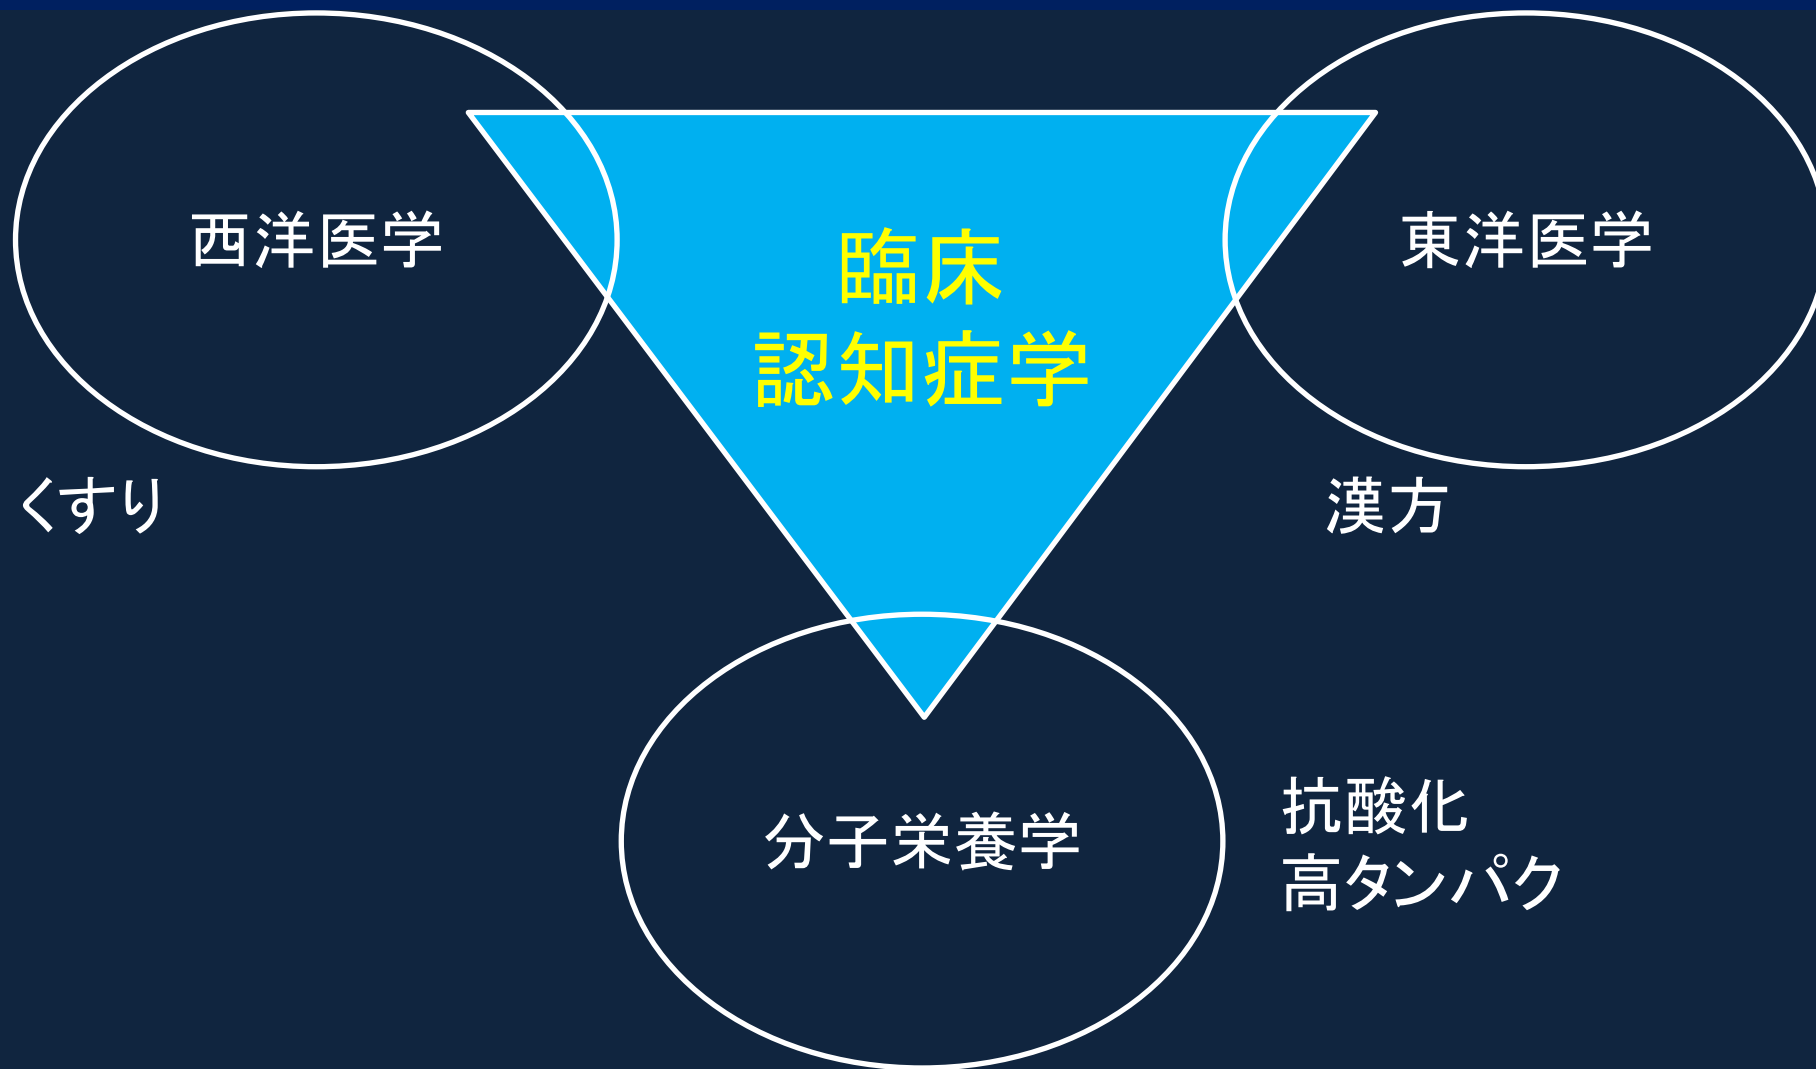 西洋医学
東洋医学
臨床
認知症学
くすり
漢方
分子栄養学
抗酸化
高タンパク